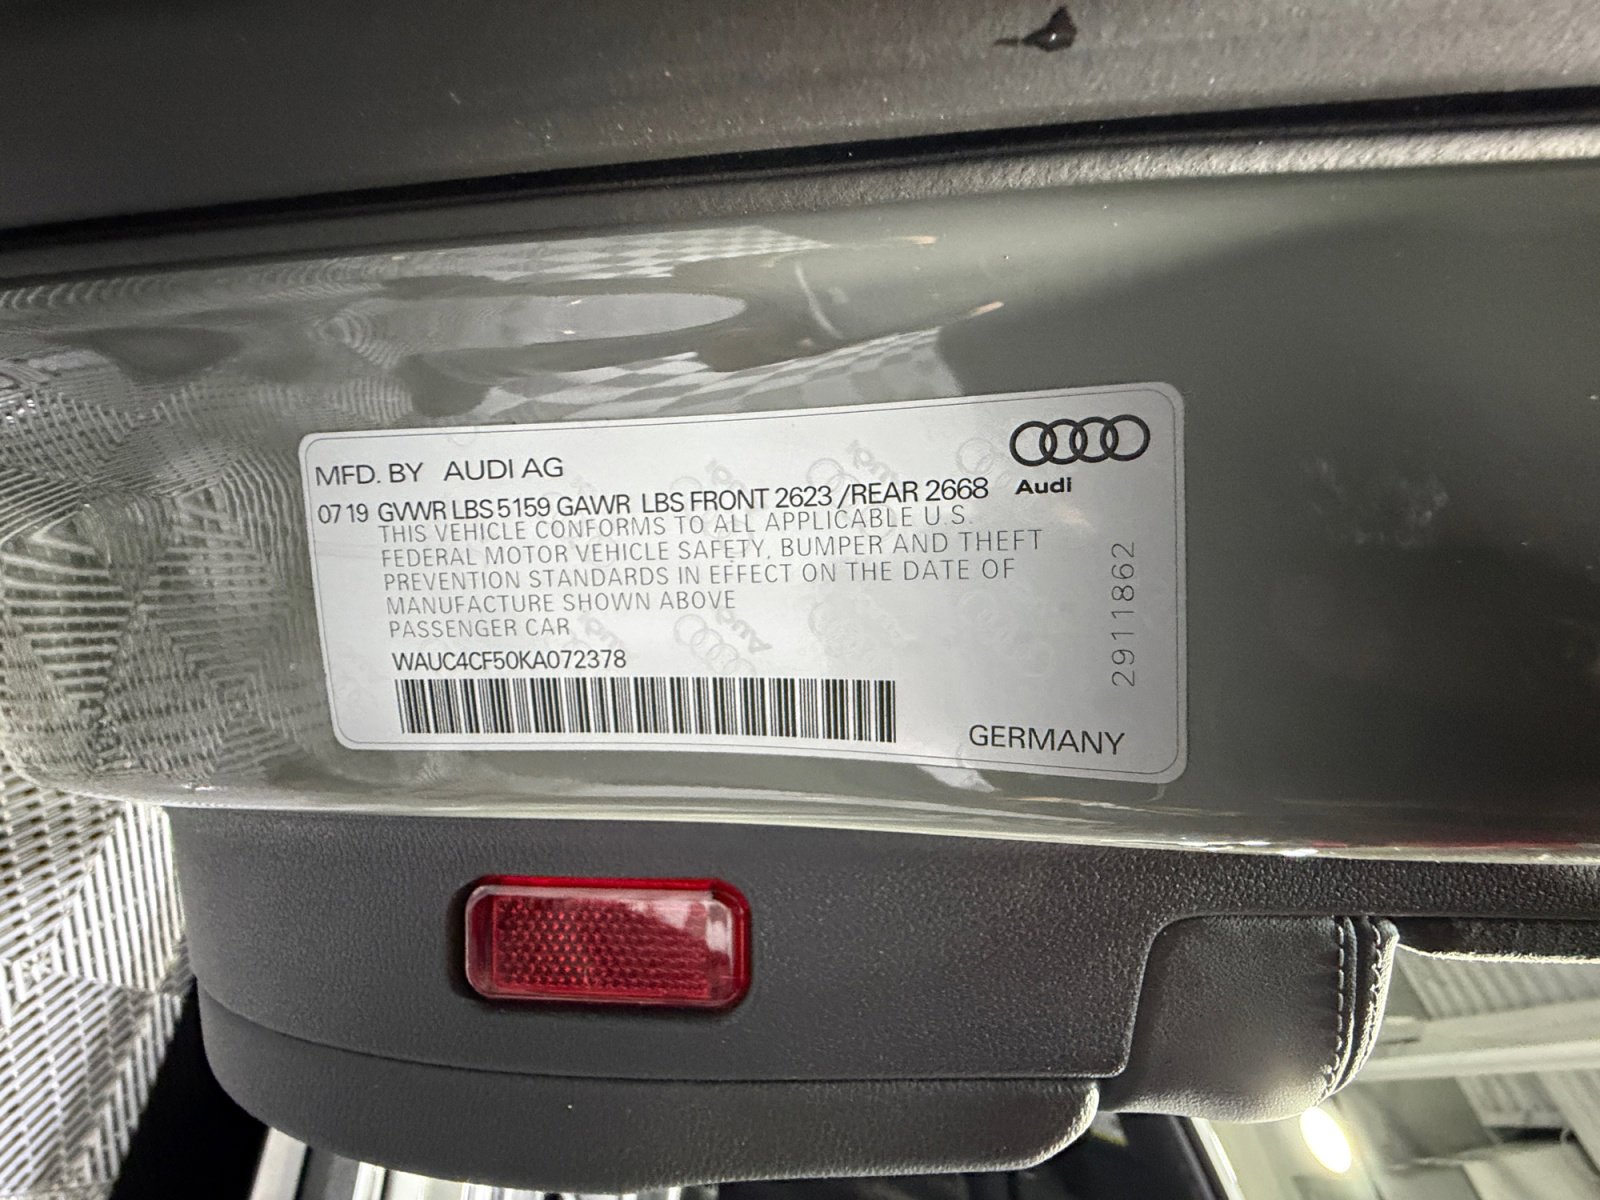 MFD. BY AUDI AG
Audi
07 19 GVWR LBS 5159 GAWR LBS FRONT 2623 /REAR 2668
THIS VEHICLE CONFORMS TO ALL APPLICABLE U.S.
FEDERAL MOTOR VEHICLE SAFETY, BUMPER AND THEFT
PREVENTION STANDARDS IN EFFECT ON THE DATE OF
MANUFACTURE SHOWN ABOVE
PASSENGER CAR
WAUC4CF50KA072378
2911862
GERMANY